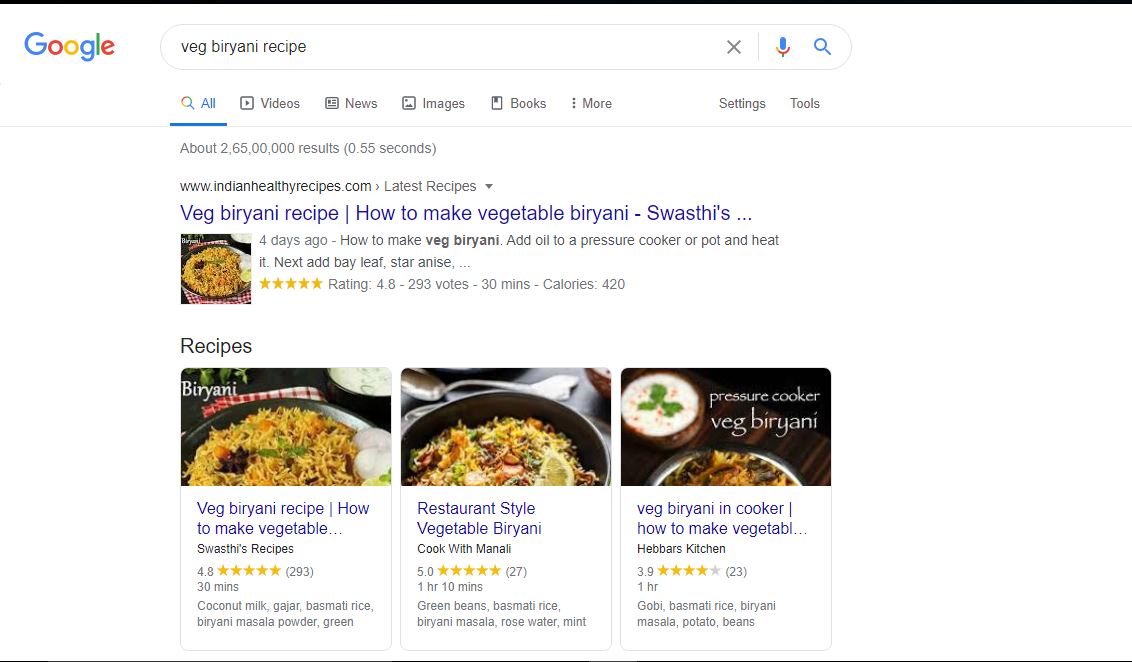 Google
veg biryani recipe
All Videos News Images Books More Settings Tools
About 2,65,00,000 results (0.55 seconds)
www.indianhealthyrecipes.com › Latest Recipes
Veg biryani recipe | How to make vegetable biryani - Swasthi's ...
Biryani
4 days ago - How to make veg biryani. Add oil to a pressure cooker or pot and heat
it. Next add bay leaf, star anise, ...
Rating: 4.8 - 293 votes - 30 mins - Calories: 420
Recipes
Biryani
Veg biryani recipe | How
to make vegetable…
Swasthi's Recipes
4.8 (293)
30 mins
Coconut milk, gajar, basmati rice,
biryani masala powder, green
Restaurant Style
Vegetable Biryani
Cook With Manali
5.0 (27)
1 hr 10 mins
Green beans, basmati rice,
biryani masala, rose water, mint
pressure cooker
veg biryani
veg biryani in cooker |
how to make vegetabl…
Hebbars Kitchen
3.9 (23)
1 hr
Gobi, basmati rice, biryani
masala, potato, beans